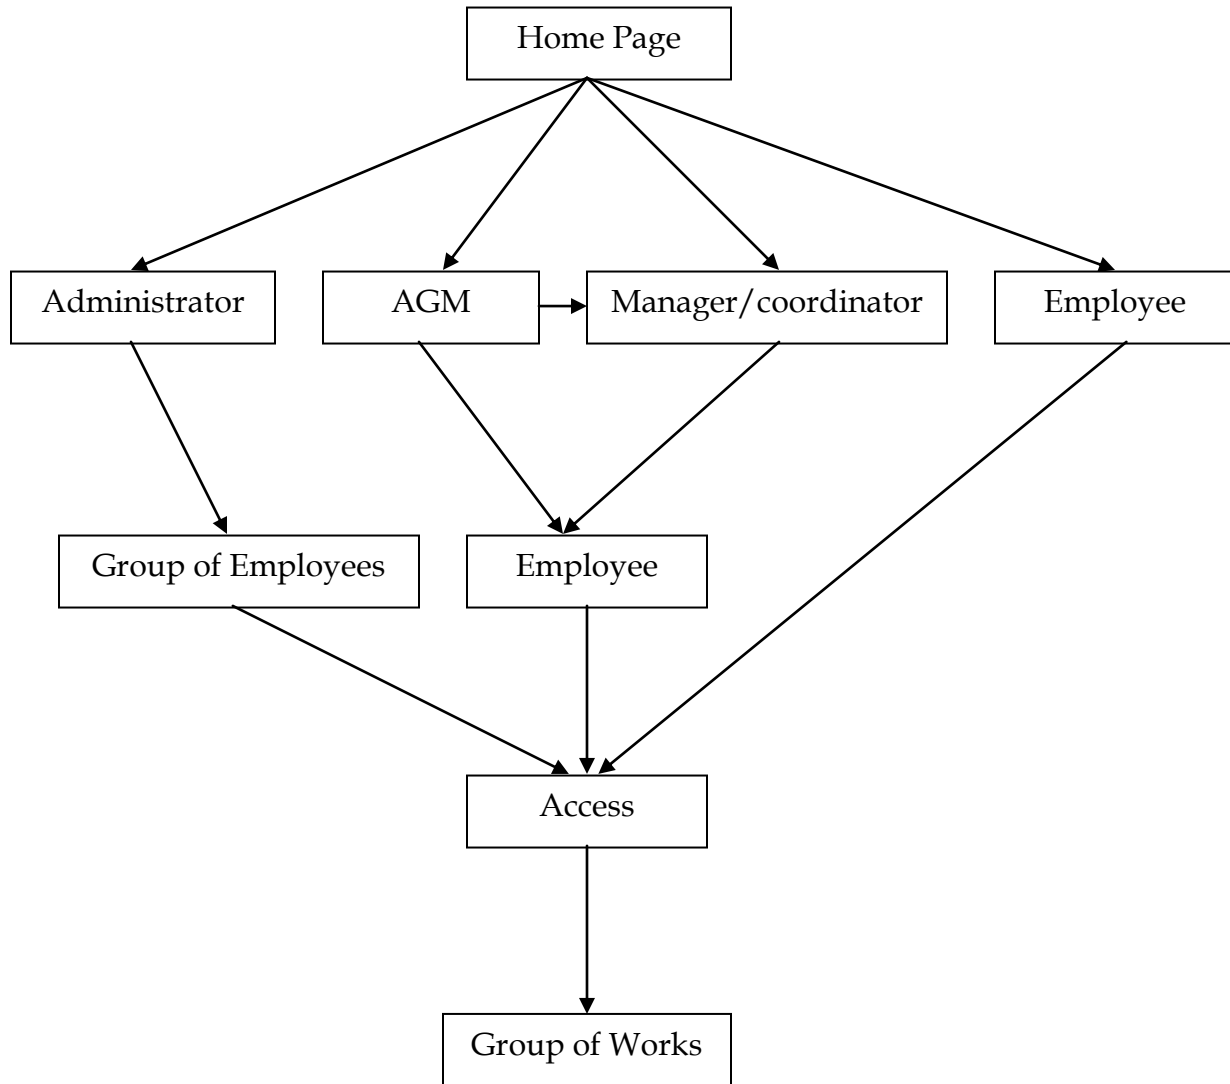 Home Page
Administrator
AGM
Manager/coordinator
Employee
Group of Employees
Employee
Access
Group of Works